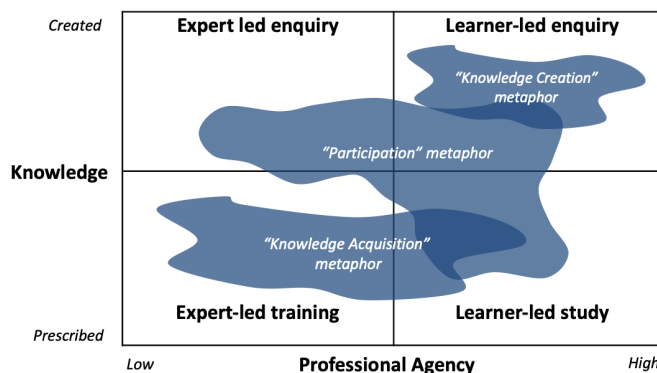 Created
Expert led enquiry
Learner-led enquiry
“Knowledge Creation”
metaphor
“Participation” metaphor
Knowledge
“Knowledge Acquisition”
metaphor
Expert-led training
Learner-led study
Prescribed
Low
Professional Agency
High